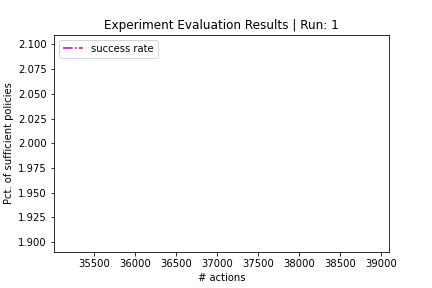 Experiment Evaluation Results | Run: 1
success rate
Pct. of sufficient policies
2.100
2.075
2.050
2.025
2.000
1.975
1.950
1.925
1.900
35500 36000 36500 37000 37500 38000 38500 39000
# actions